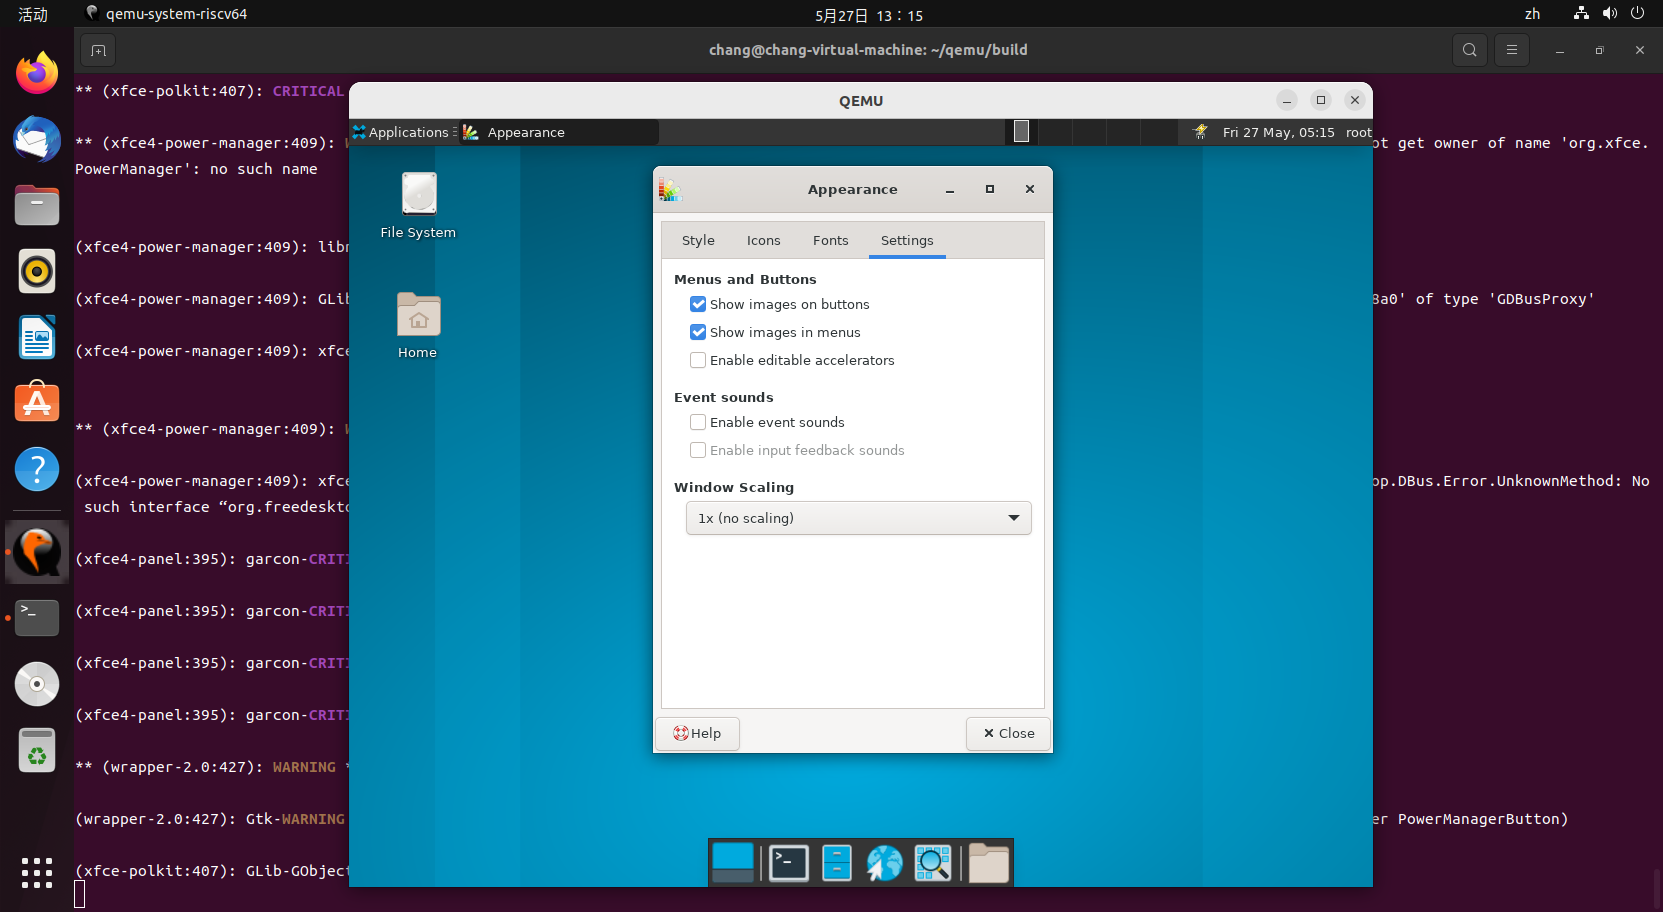 活动
qemu-system-riscv64
5月27日 13：15
zh
chang@chang-virtual-machine: ~/qemu/build
** (xfce-polkit:407): CRITICAL
** (xfce4-power-manager:409): W
ot get owner of name 'org.xfce.
PowerManager': no such name
(xfce4-power-manager:409): libn
(xfce4-power-manager:409): GLib
8a0' of type 'GDBusProxy'
(xfce4-power-manager:409): xfce
** (xfce4-power-manager:409): W
(xfce4-power-manager:409): xfce
op.DBus.Error.UnknownMethod: No
such interface “org.freedeskto
(xfce4-panel:395): garcon-CRITI
(xfce4-panel:395): garcon-CRITI
(xfce4-panel:395): garcon-CRITI
(xfce4-panel:395): garcon-CRITI
** (wrapper-2.0:427): WARNING *
(wrapper-2.0:427): Gtk-WARNING
er PowerManagerButton)
(xfce-polkit:407): GLib-GObject
QEMU
Applications
Appearance
Fri 27 May, 05:15
root
File System
Home
Appearance
Style
Icons
Fonts
Settings
Menus and Buttons
Show images on buttons
Show images in menus
Enable editable accelerators
Event sounds
Enable event sounds
Enable input feedback sounds
Window Scaling
1x (no scaling)
Help
Close